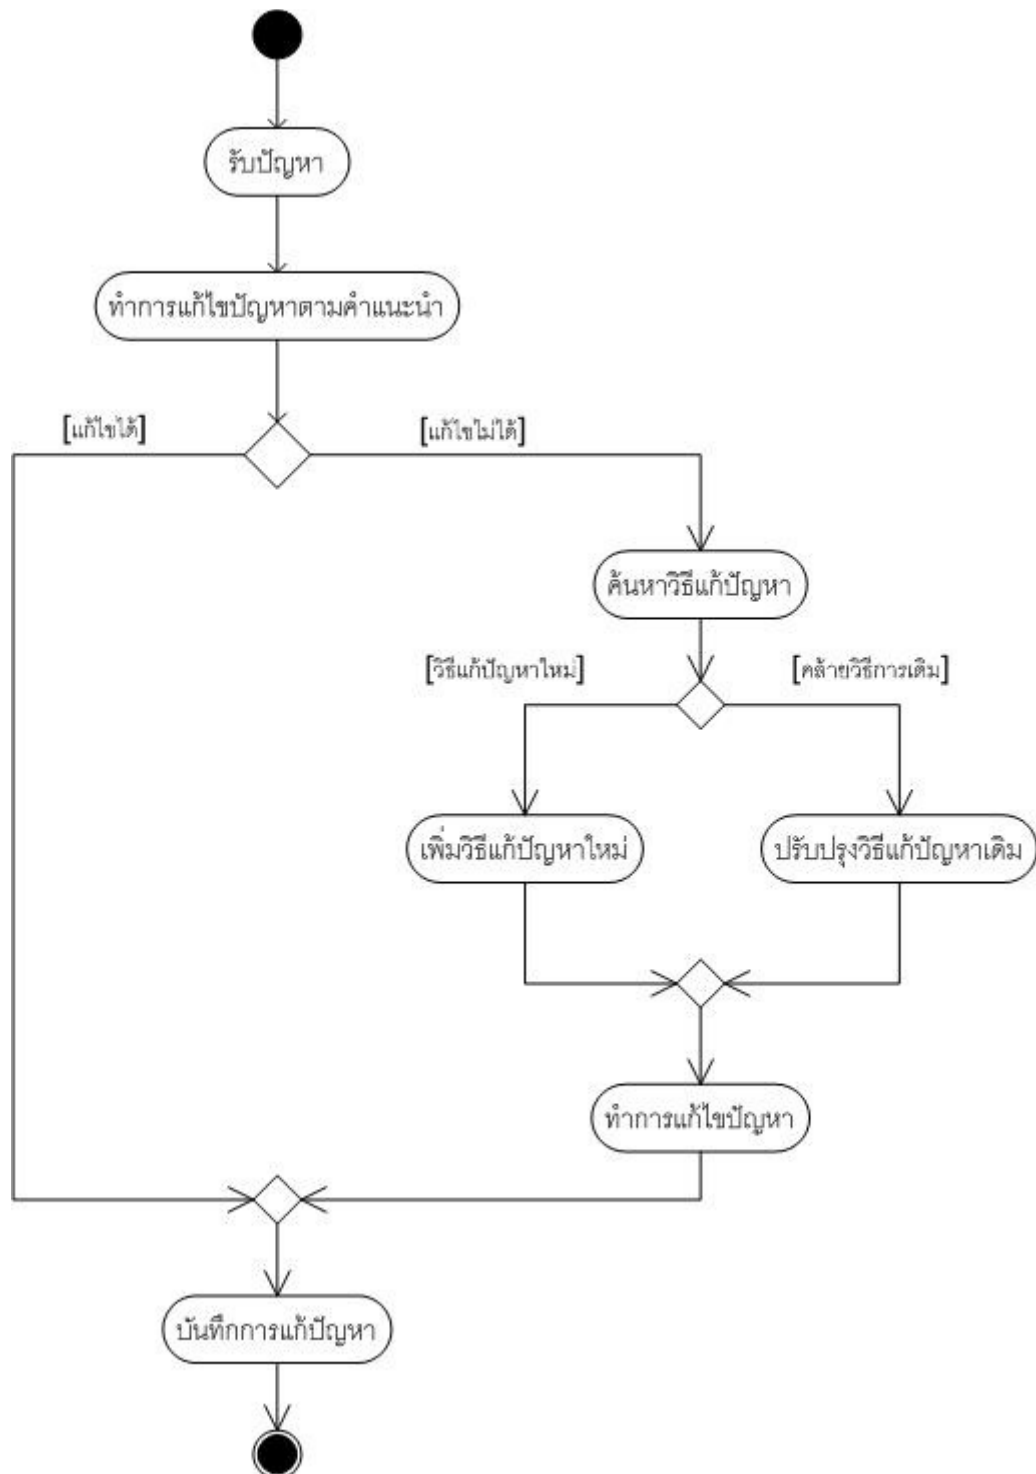 รับปัญหา
ทำการแก้ไขปัญหาตามคำแนะนำ
[แก้ไขได้]
[แก้ไขไม่ได้]
ค้นหาวิธีแก้ปัญหา
[วิธีแก้ปัญหาใหม่]
[คล้ายวิธีการเดิม]
เพิ่มวิธีแก้ปัญหาใหม่
ปรับปรุงวิธีแก้ปัญหาเดิม
ทำการแก้ไขปัญหา
บันทึกการแก้ปัญหา